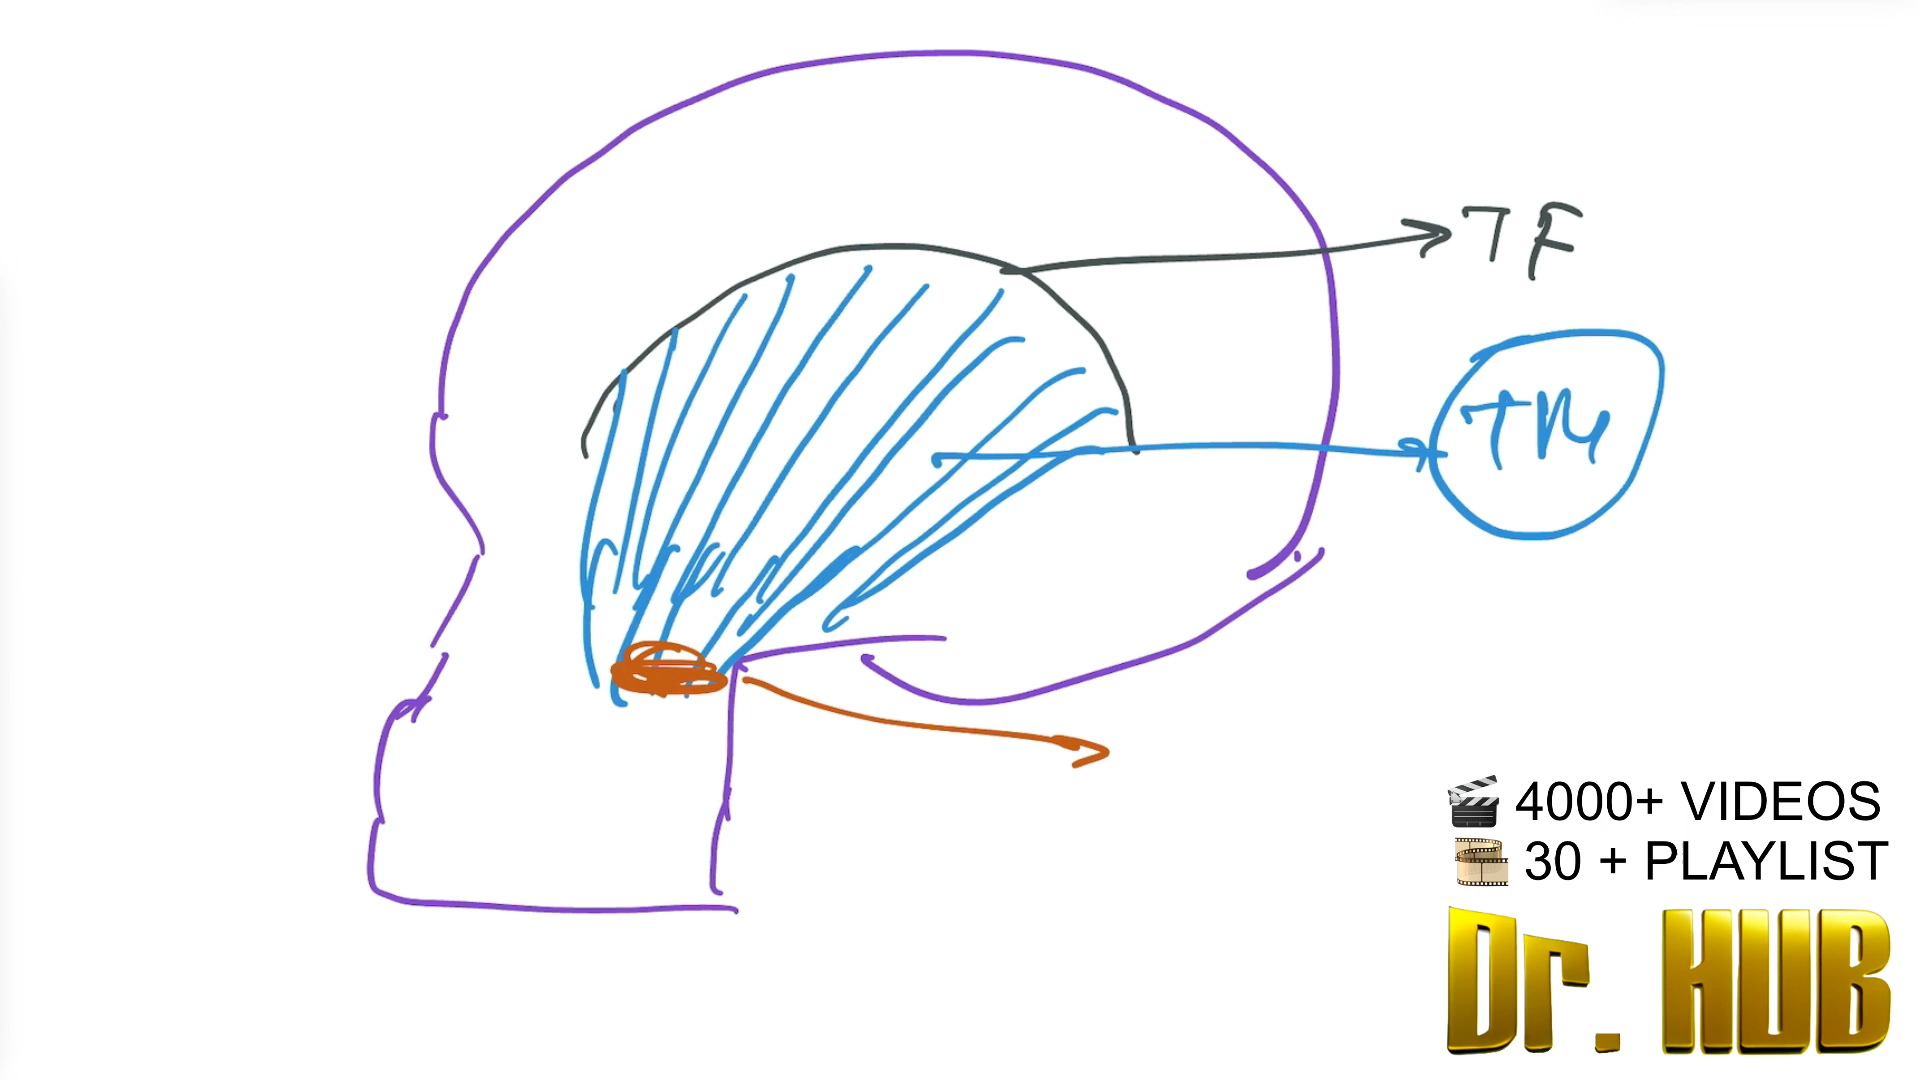 TF
TM
4000+ VIDEOS
30 + PLAYLIST
Dr. HUB